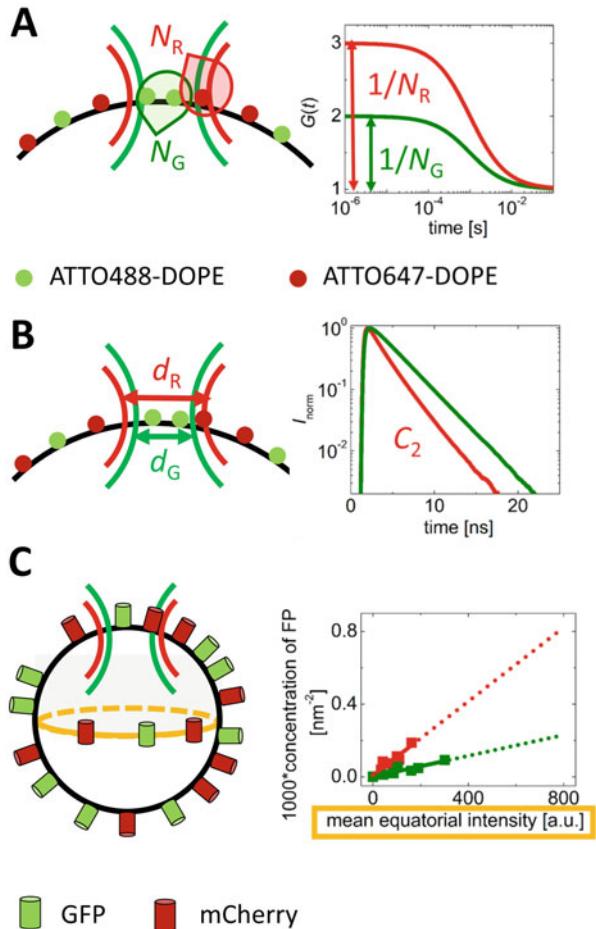 A
N_R
N_G
G(t)
3
2
1
1/N_R
1/N_G
10^-6
10^-4
10^-2
time [s]
ATTO488-DOPE
ATTO647-DOPE
B
d_R
d_G
I_norm
10^0
10^-1
10^-2
C_2
0
10
20
time [ns]
C
1000*concentration of FP
[nm^-2]
0.8
0.4
0.0
0
400
800
mean equatorial intensity [a.u.]
GFP
mCherry